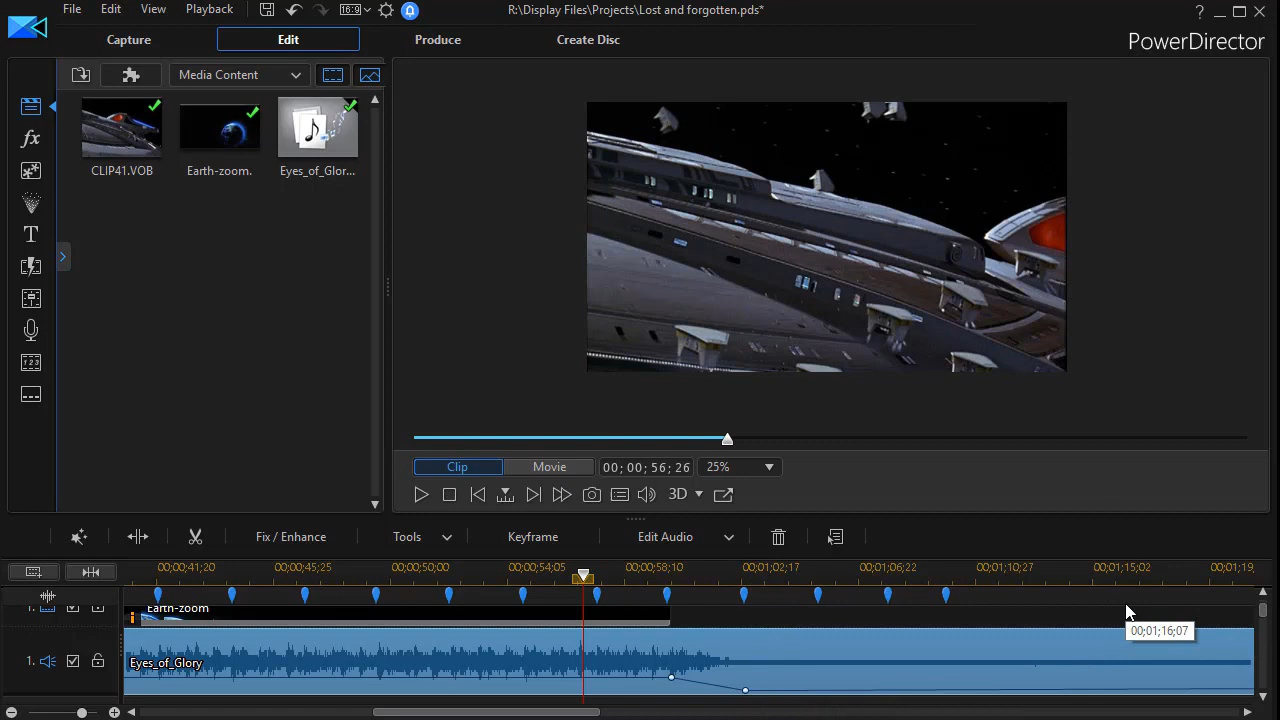 File Edit View Playback 16:9 R:\Display Files\Projects\Lost and forgotten.pds* ?
Capture Edit Produce Create Disc PowerDirector
Media Content
CLIP41.VOB Earth-zoom. Eyes_of_Glor...
fx
T
Clip Movie 00; 00; 56; 26 25%
3D
Fix / Enhance Tools Keyframe Edit Audio
00;00;41;20 00;00;45;25 00;00;50;00 00;00;54;05 00;00;58;10 00;01;02;17 00;01;06;22 00;01;10;27 00;01;15;02 00;01;19;
1. Earth-zoom
00;01;16;07
1. Eyes_of_Glory